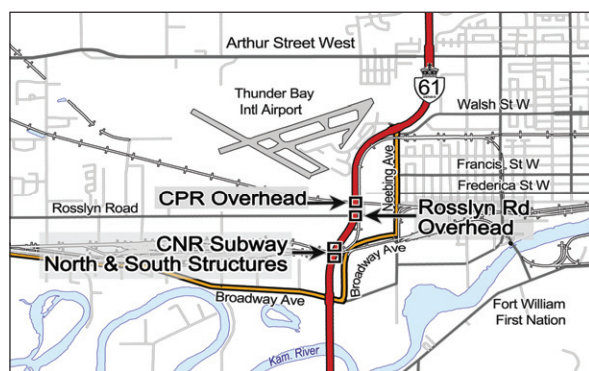 Arthur Street West
61
ONTARIO
Thunder Bay
Intl Airport
Walsh St W
Neebing Ave
Francis St W
Frederica St W
CPR Overhead
Rosslyn Road
Rosslyn Rd
Overhead
CNR Subway
North & South Structures
Broadway Ave
Broadway Ave
Fort William
First Nation
Kam. River